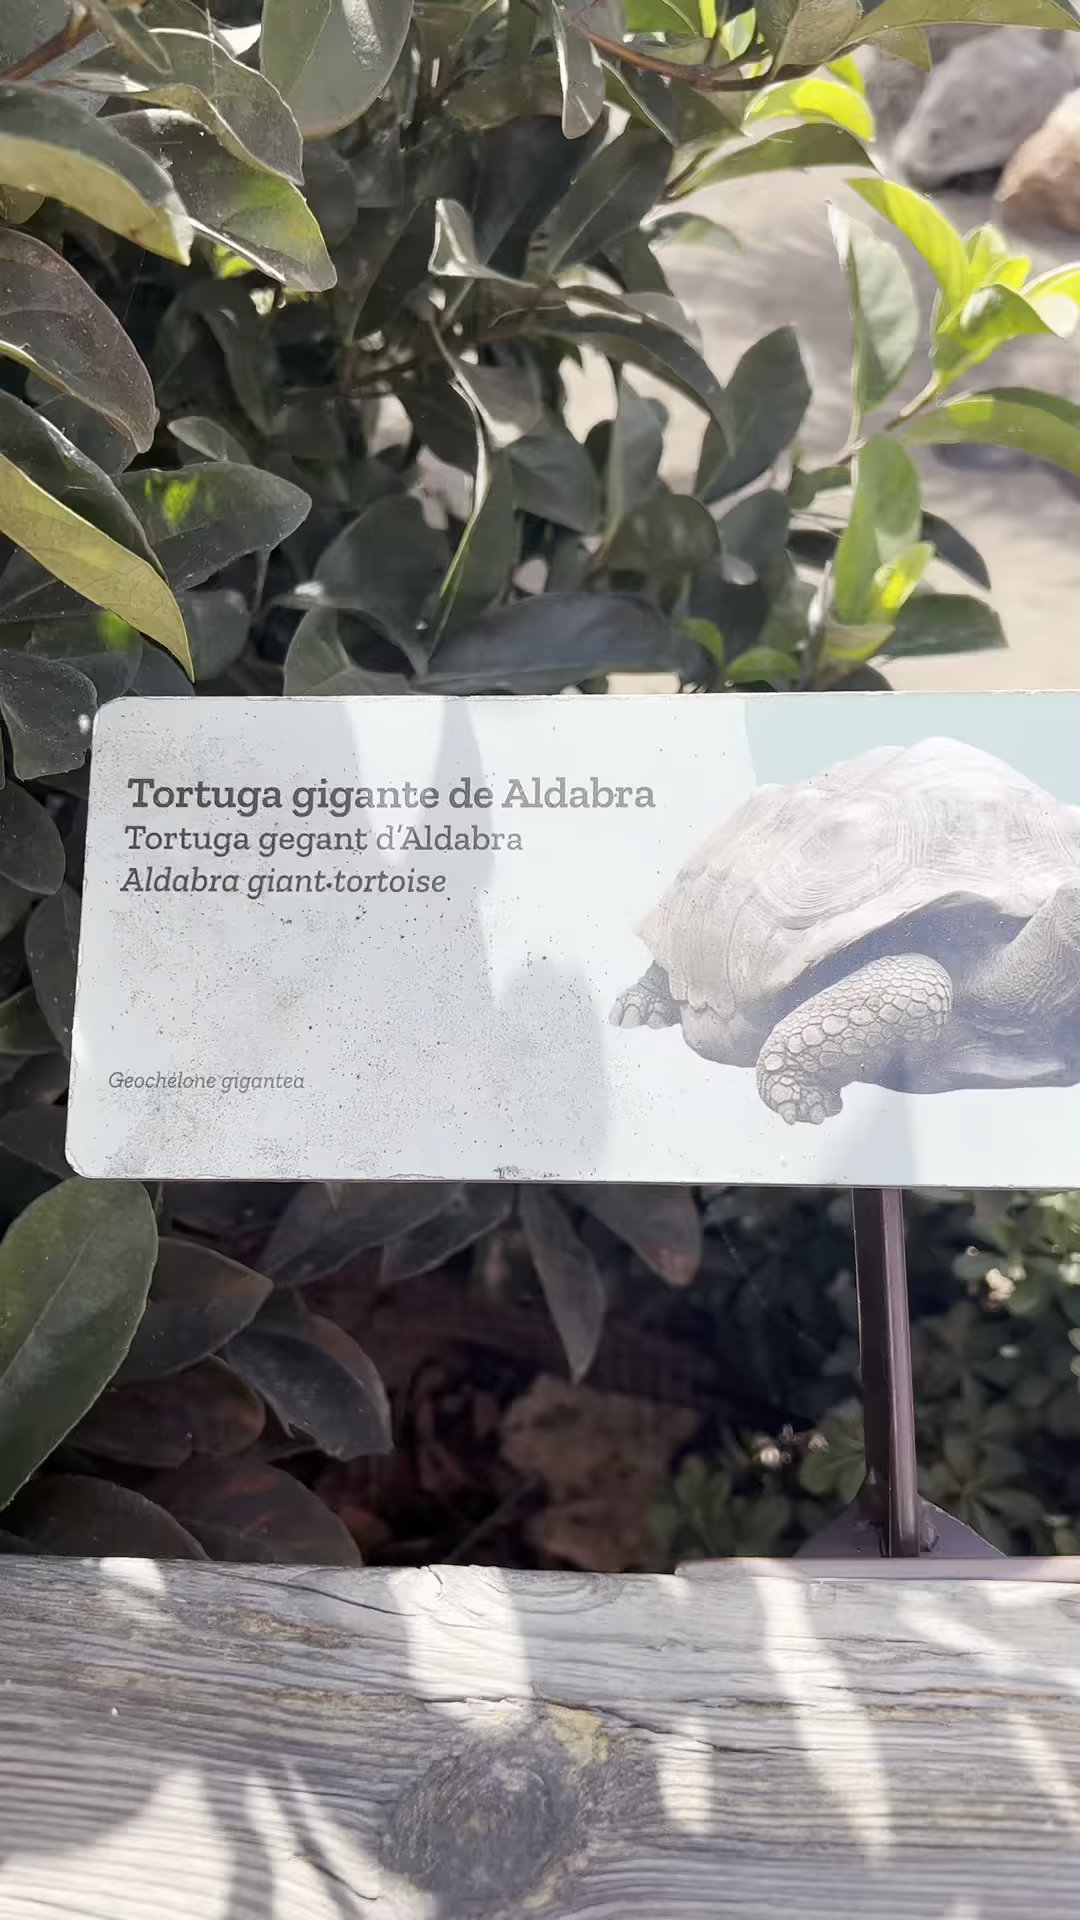 Tortuga gigante de Aldabra
Tortuga gegant d'Aldabra
Aldabra giant tortoise
Geochelone gigantea